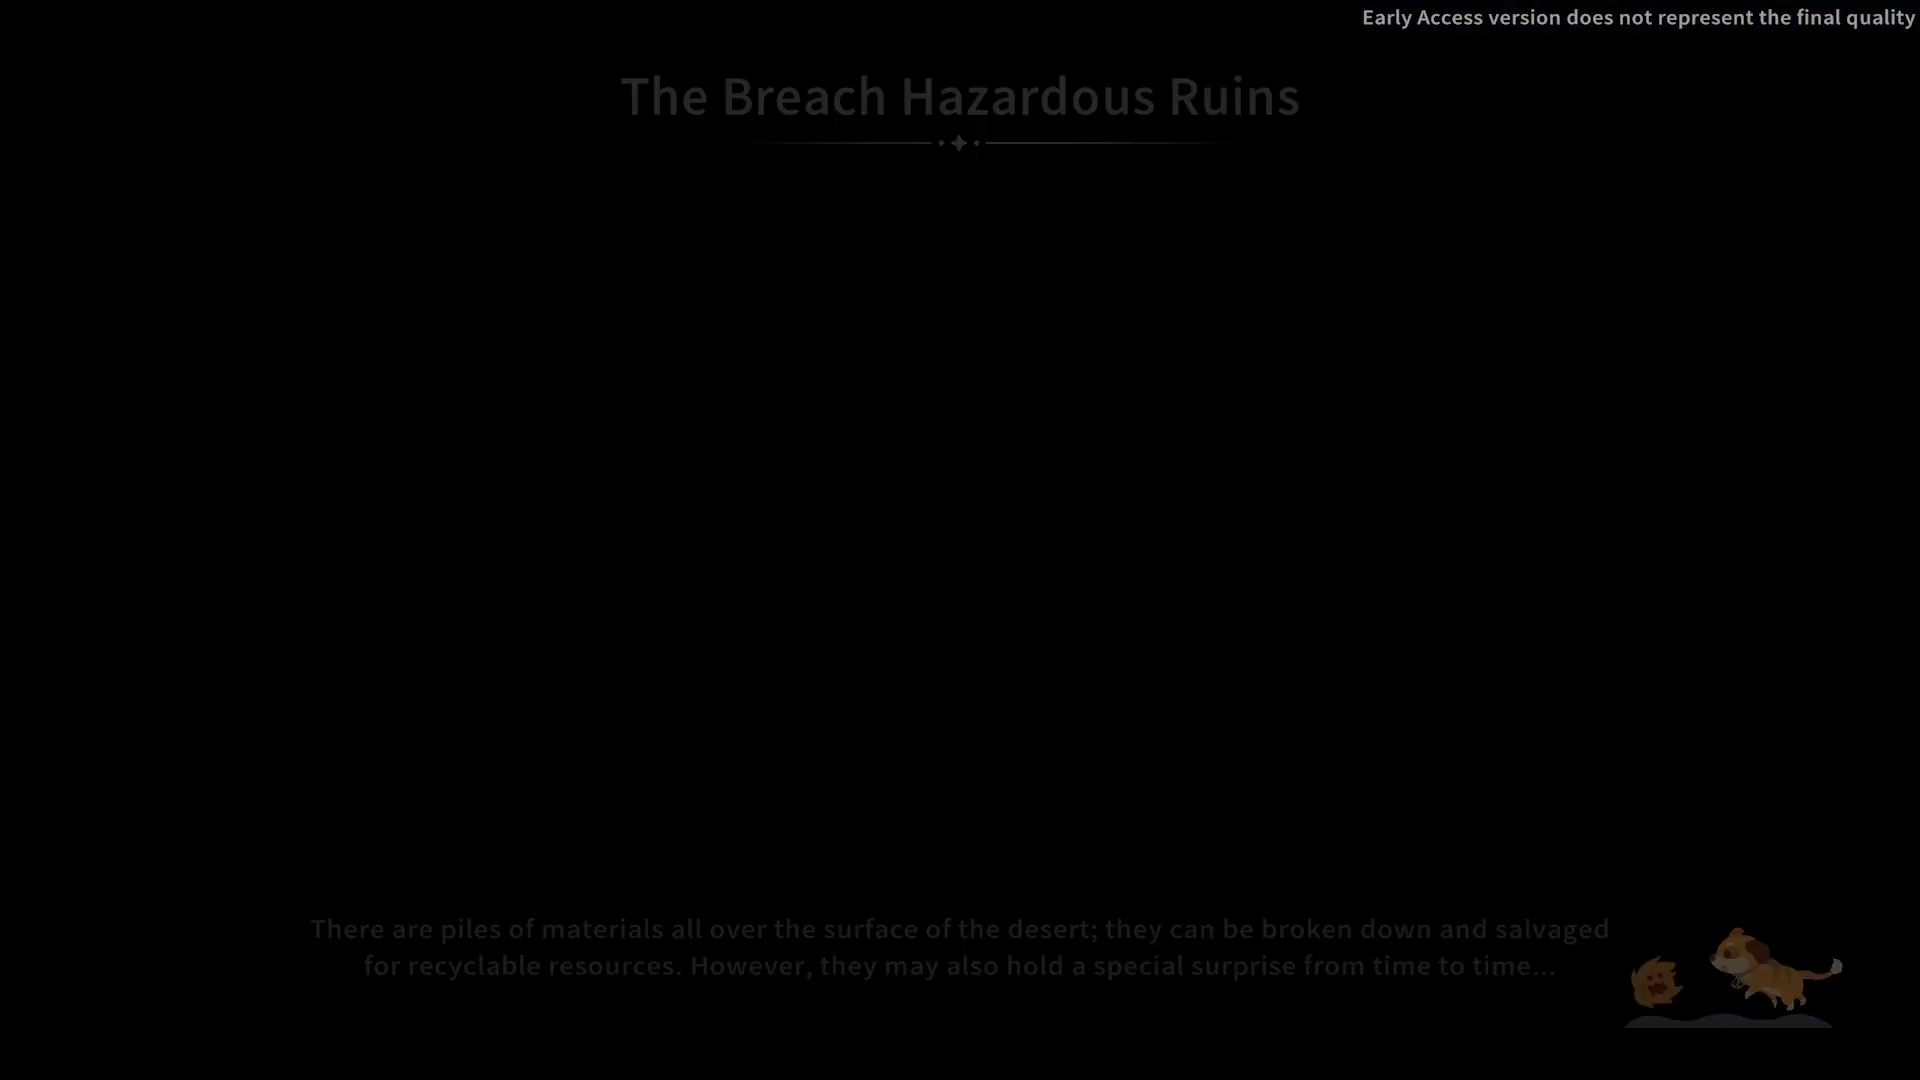 Early Access version does not represent the final quality
The Breach Hazardous Ruins
There are piles of materials all over the surface of the desert; they can be broken down and salvaged
for recyclable resources. However, they may also hold a special surprise from time to time...